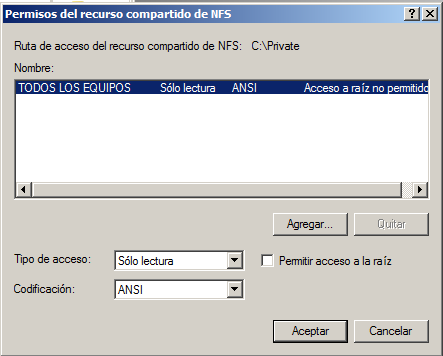 Permisos del recurso compartido de NFS
Ruta de acceso del recurso compartido de NFS: C:\Private
Nombre:
TODOS LOS EQUIPOS Sólo lectura ANSI Acceso a raíz no permitido
Agregar... Quitar
Tipo de acceso: Sólo lectura Permitir acceso a la raíz
Codificación: ANSI
Aceptar Cancelar